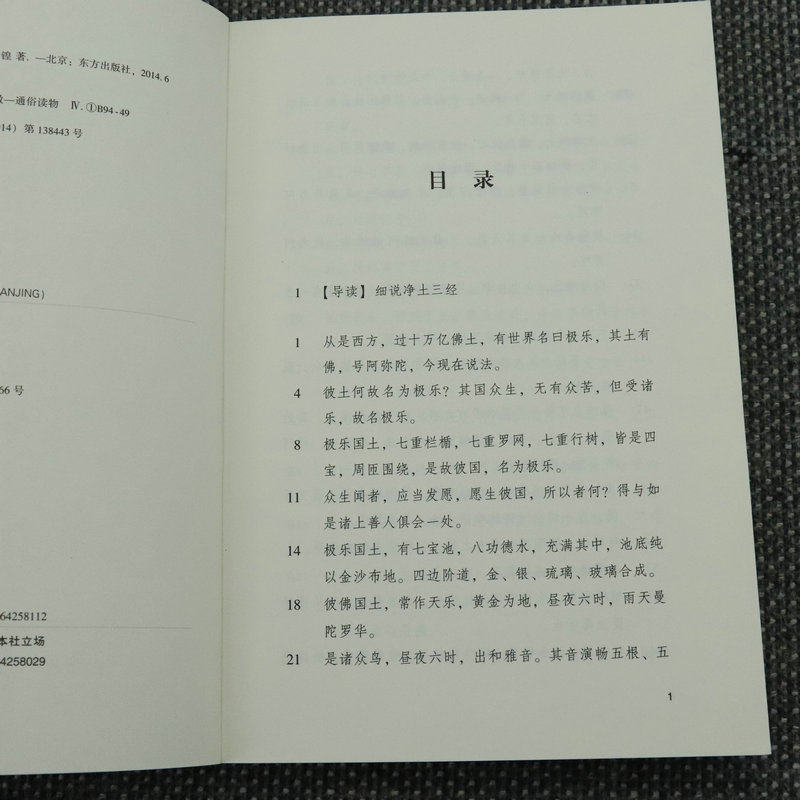 锽 著. —北京：东方出版社，2014.6
—通俗读物 Ⅳ. ①B94-49
14）第 138443 号
ANJING）
66 号
64258112
本社立场
4258029
目 录
1 【导读】细说净土三经
1 从是西方，过十万亿佛土，有世界名曰极乐，其土有
佛，号阿弥陀，今现在说法。
4 彼土何故名为极乐？其国众生，无有众苦，但受诸
乐，故名极乐。
8 极乐国土，七重栏楯，七重罗网，七重行树，皆是四
宝，周匝围绕，是故彼国，名为极乐。
11 众生闻者，应当发愿，愿生彼国，所以者何？得与如
是诸上善人俱会一处。
14 极乐国土，有七宝池，八功德水，充满其中，池底纯
以金沙布地。四边阶道，金、银、琉璃、玻璃合成。
18 彼佛国土，常作天乐，黄金为地，昼夜六时，雨天曼
陀罗华。
21 是诸众鸟，昼夜六时，出和雅音。其音演畅五根、五
1